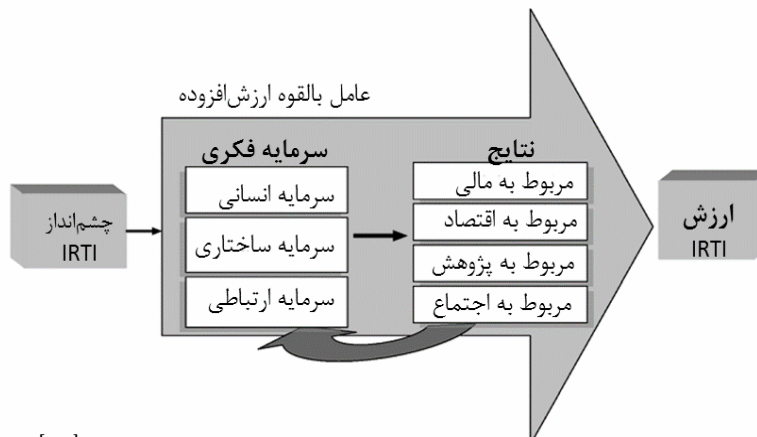 عامل بالقوه ارزش‌افزوده
سرمایه فکری
نتایج
سرمایه انسانی
سرمایه ساختاری
سرمایه ارتباطی
مربوط به مالی
مربوط به اقتصاد
مربوط به پژوهش
مربوط به اجتماع
چشم‌انداز
IRTI
ارزش
IRTI